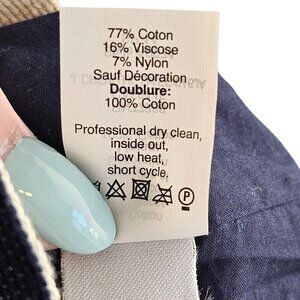 77% Coton
16% Viscose
7% Nylon
Sauf Décoration
Doublure:
100% Coton
Professional dry clean,
inside out,
low heat,
short cycle,
P